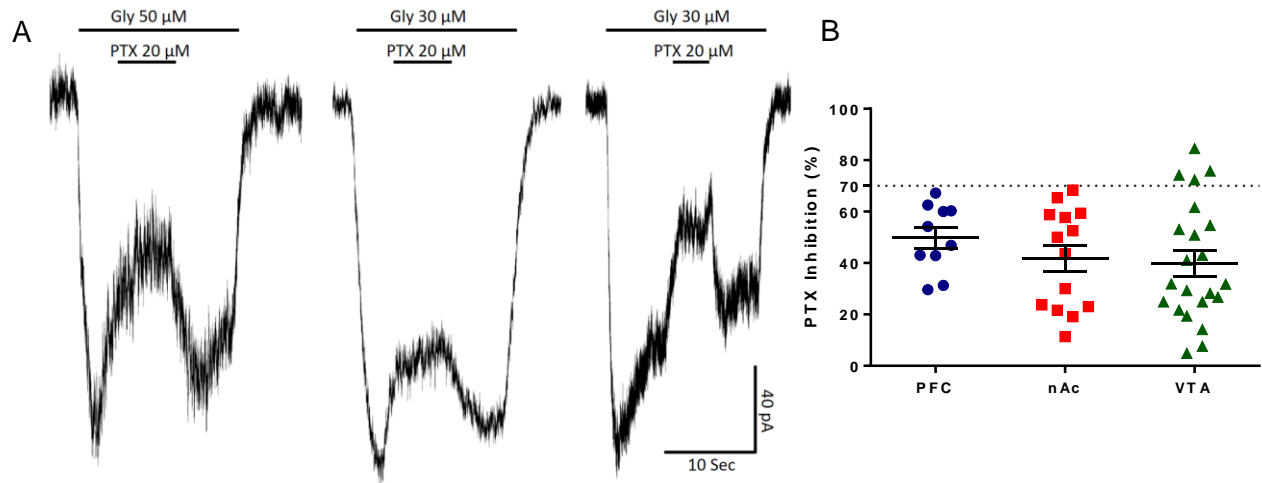 A
Gly 50 µM
PTX 20 µM
Gly 30 µM
PTX 20 µM
Gly 30 µM
PTX 20 µM
40 pA
10 Sec
B
PTX Inhibition (%)
100
80
70
60
40
20
0
PFC
nAc
VTA